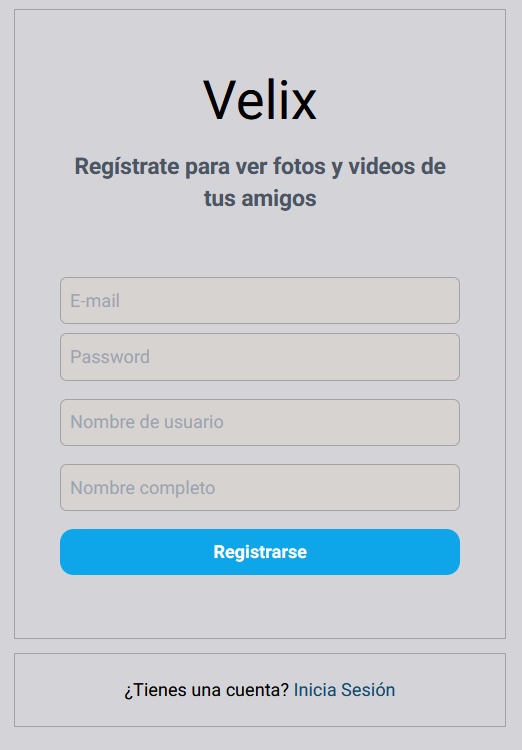 Velix
Regístrate para ver fotos y videos de
tus amigos
E-mail
Password
Nombre de usuario
Nombre completo
Registrarse
¿Tienes una cuenta? Inicia Sesión